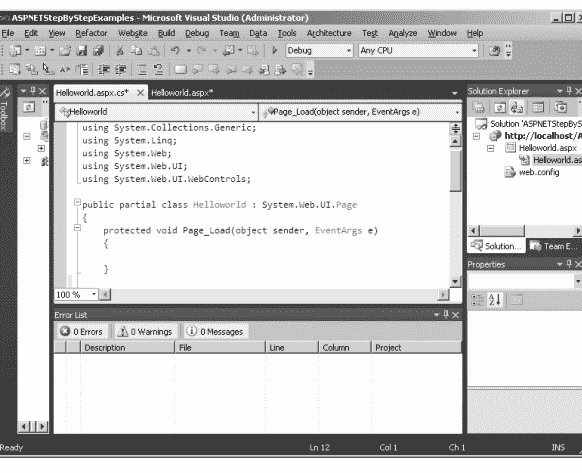 ASPNETStepByStepExamples - Microsoft Visual Studio (Administrator)
File Edit View Refactor Website Build Debug Team Data Tools Architecture Test Analyze Window Help
Debug Any CPU
Toolbox
Helloworld.aspx.cs* Helloworld.aspx*
Helloworld Page_Load(object sender, EventArgs e)
using System.Collections.Generic;
using System.Linq;
using System.Web;
using System.Web.UI;
using System.Web.UI.WebControls;
public partial class Helloworld : System.Web.UI.Page
{
protected void Page_Load(object sender, EventArgs e)
{
}
100 %
Solution Explorer
Solution 'ASPNETStepByS
http://localhost/A
Helloworld.aspx
Helloworld.as
web.config
Solution... Team E...
Properties
Error List
0 Errors 0 Warnings 0 Messages
Description File Line Column Project
Ready Ln 12 Col 1 Ch 1 INS